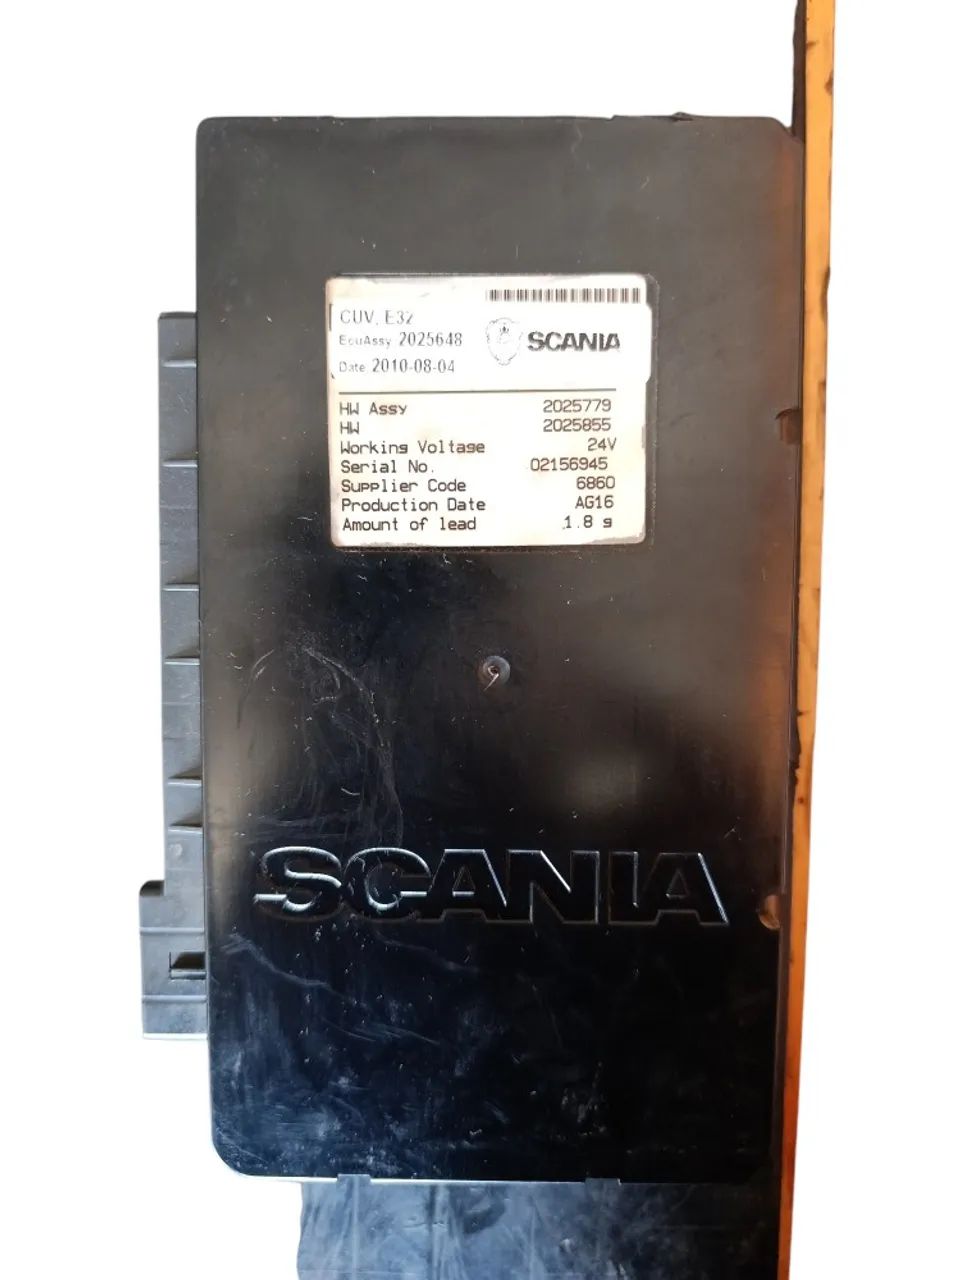 CUV, E32
EcuAssy 2025648
SCANIA
Date 2010-08-04
HW Assy 2025779
HW 2025855
Working Voltage 24V
Serial No. 02156945
Supplier Code 6860
Production Date AG16
Amount of lead 1.8 g
SCANIA